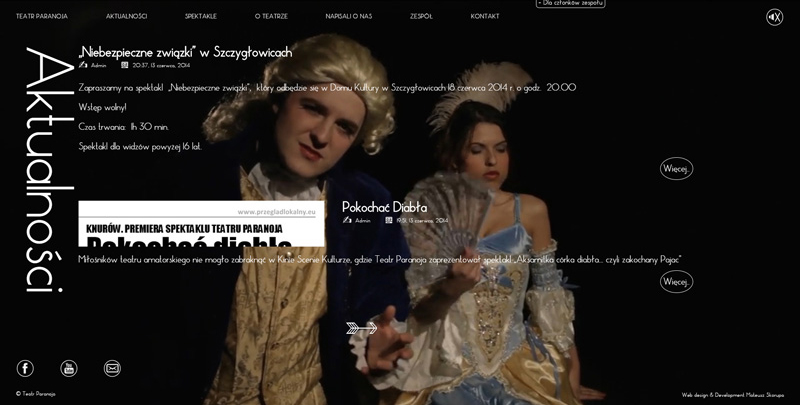 + Dla członków zespołu
TEATR PARANOJA AKTUALNOŚCI SPEKTAKLE O TEATRZE NAPISALI O NAS ZESPÓŁ KONTAKT
Aktualności
„Niebezpieczne związki” w Szczygłowicach
Admin 20:37, 13 czerwca, 2014
Zapraszamy na spektakl „Niebezpieczne związki”, który odbędzie się w Domu Kultury w Szczygłowicach 18 czerwca 2014 r. o godz. 20.00
Wstęp wolny!
Czas trwania: 1h 30 min.
Spektakl dla widzów powyżej 16 lat.
Więcej...
www.przegladlokalny.eu
KNURÓW. PREMIERA SPEKTAKLU TEATRU PARANOJA
Pokochać diabła
Pokochać Diabła
Admin 19:51, 13 czerwca, 2014
Miłośników teatru amatorskiego nie mogło zabraknąć w Kinie Scenie Kulturze, gdzie Teatr Paranoja zaprezentował spektakl „Aksamitka córka diabła... czyli zakochany Pajac”
Więcej...
You
Tube
© Teatr Paranoja
Web design & Development Mateusz Skorupa